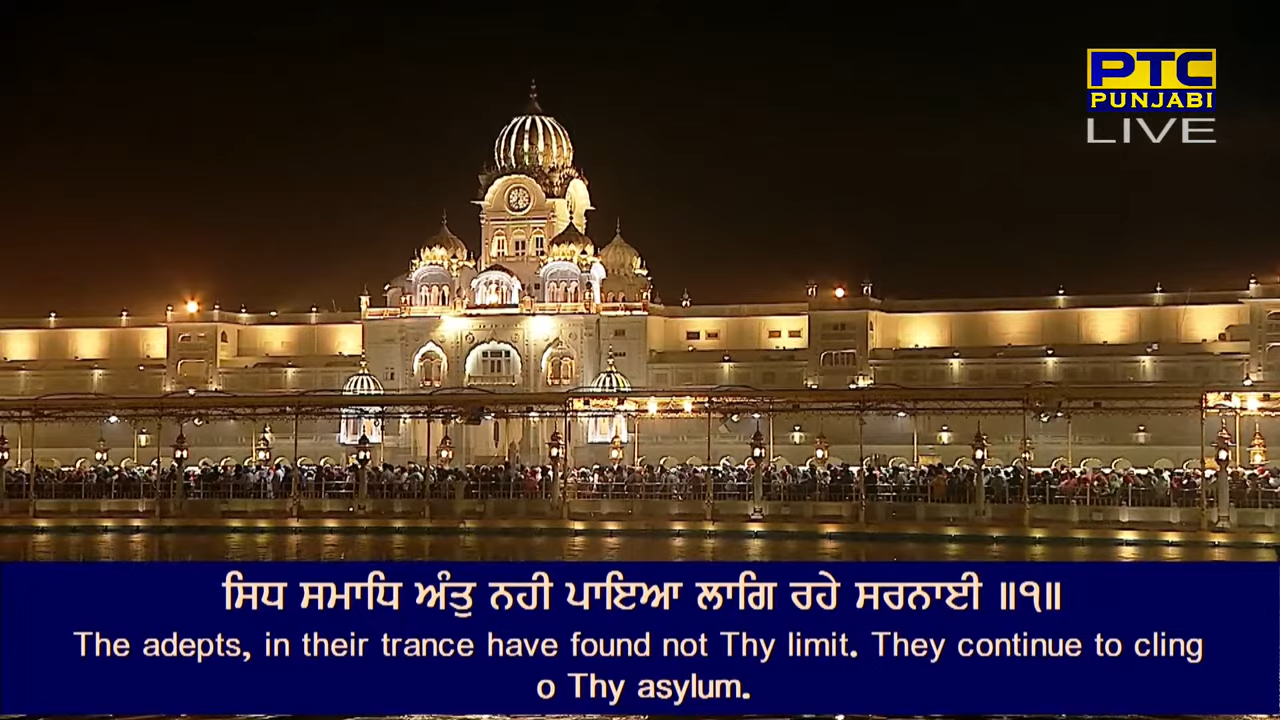 PTC
PUNJABI
LIVE
ਸਿਧ ਸਮਾਧਿ ਅੰਤੁ ਨਹੀ ਪਾਇਆ ਲਾਗਿ ਰਹੇ ਸਰਨਾਈ ॥੧॥
The adepts, in their trance have found not Thy limit. They continue to cling
o Thy asylum.